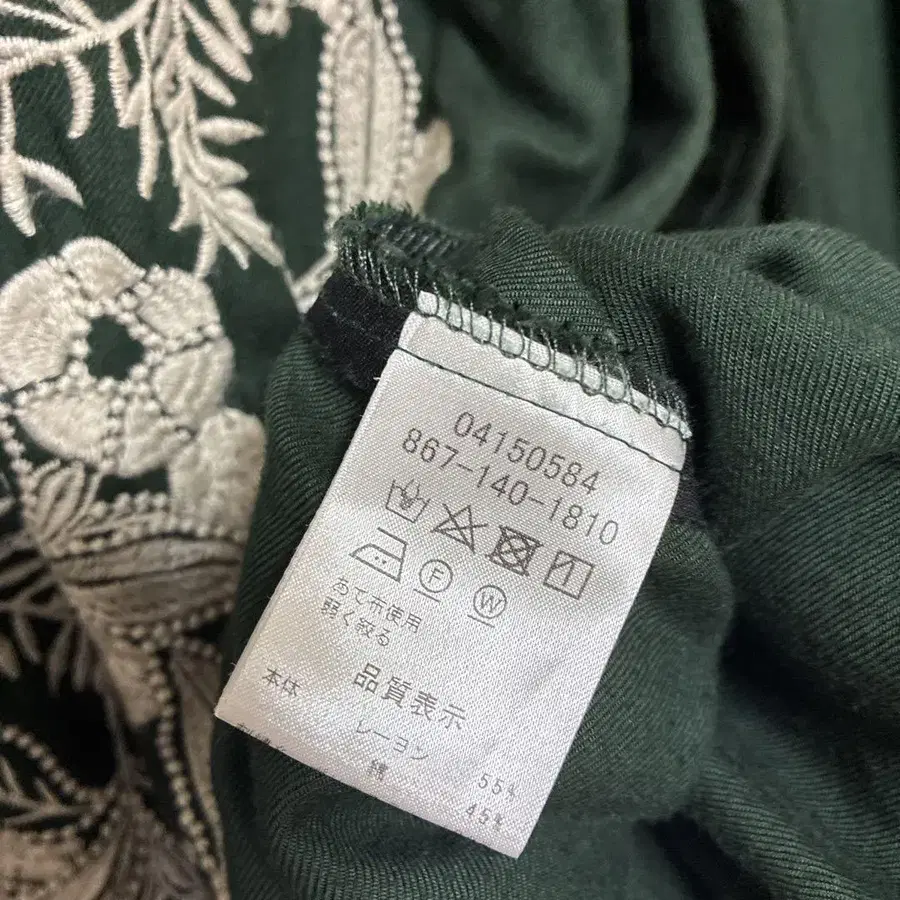 04150584
867-140-1810
F
W
あて布使用
軽く絞る
品質表示
本体
レーヨン 55%
綿 45%